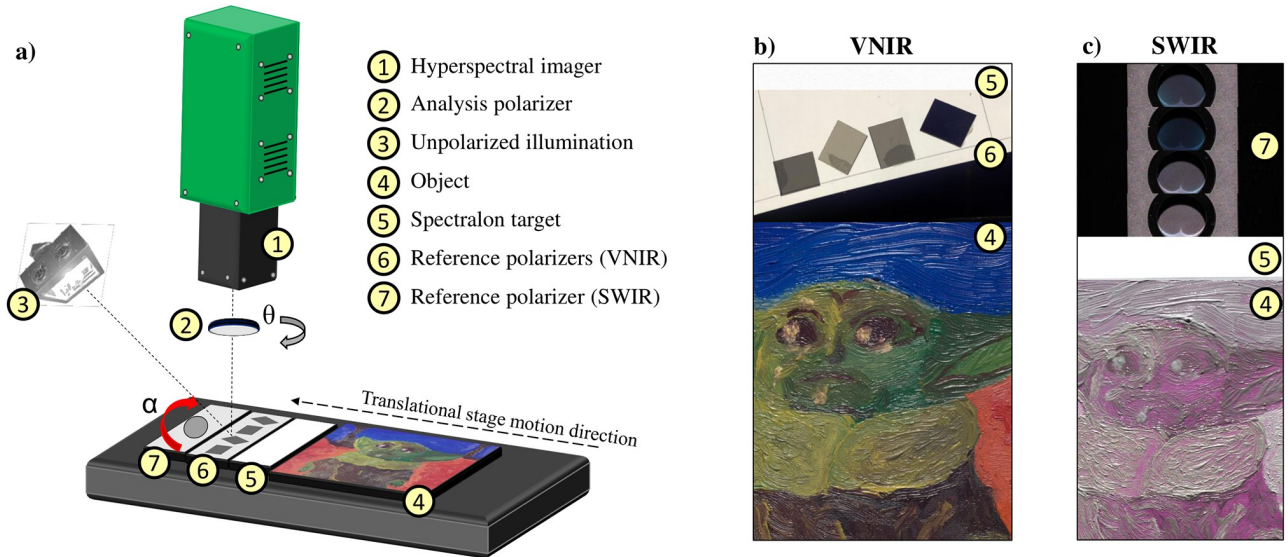 a)
1 Hyperspectral imager
2 Analysis polarizer
3 Unpolarized illumination
4 Object
5 Spectralon target
6 Reference polarizers (VNIR)
7 Reference polarizer (SWIR)
1
3
2
θ
α
Translational stage motion direction
7
6
5
4
b) VNIR
5
6
4
c) SWIR
7
5
4